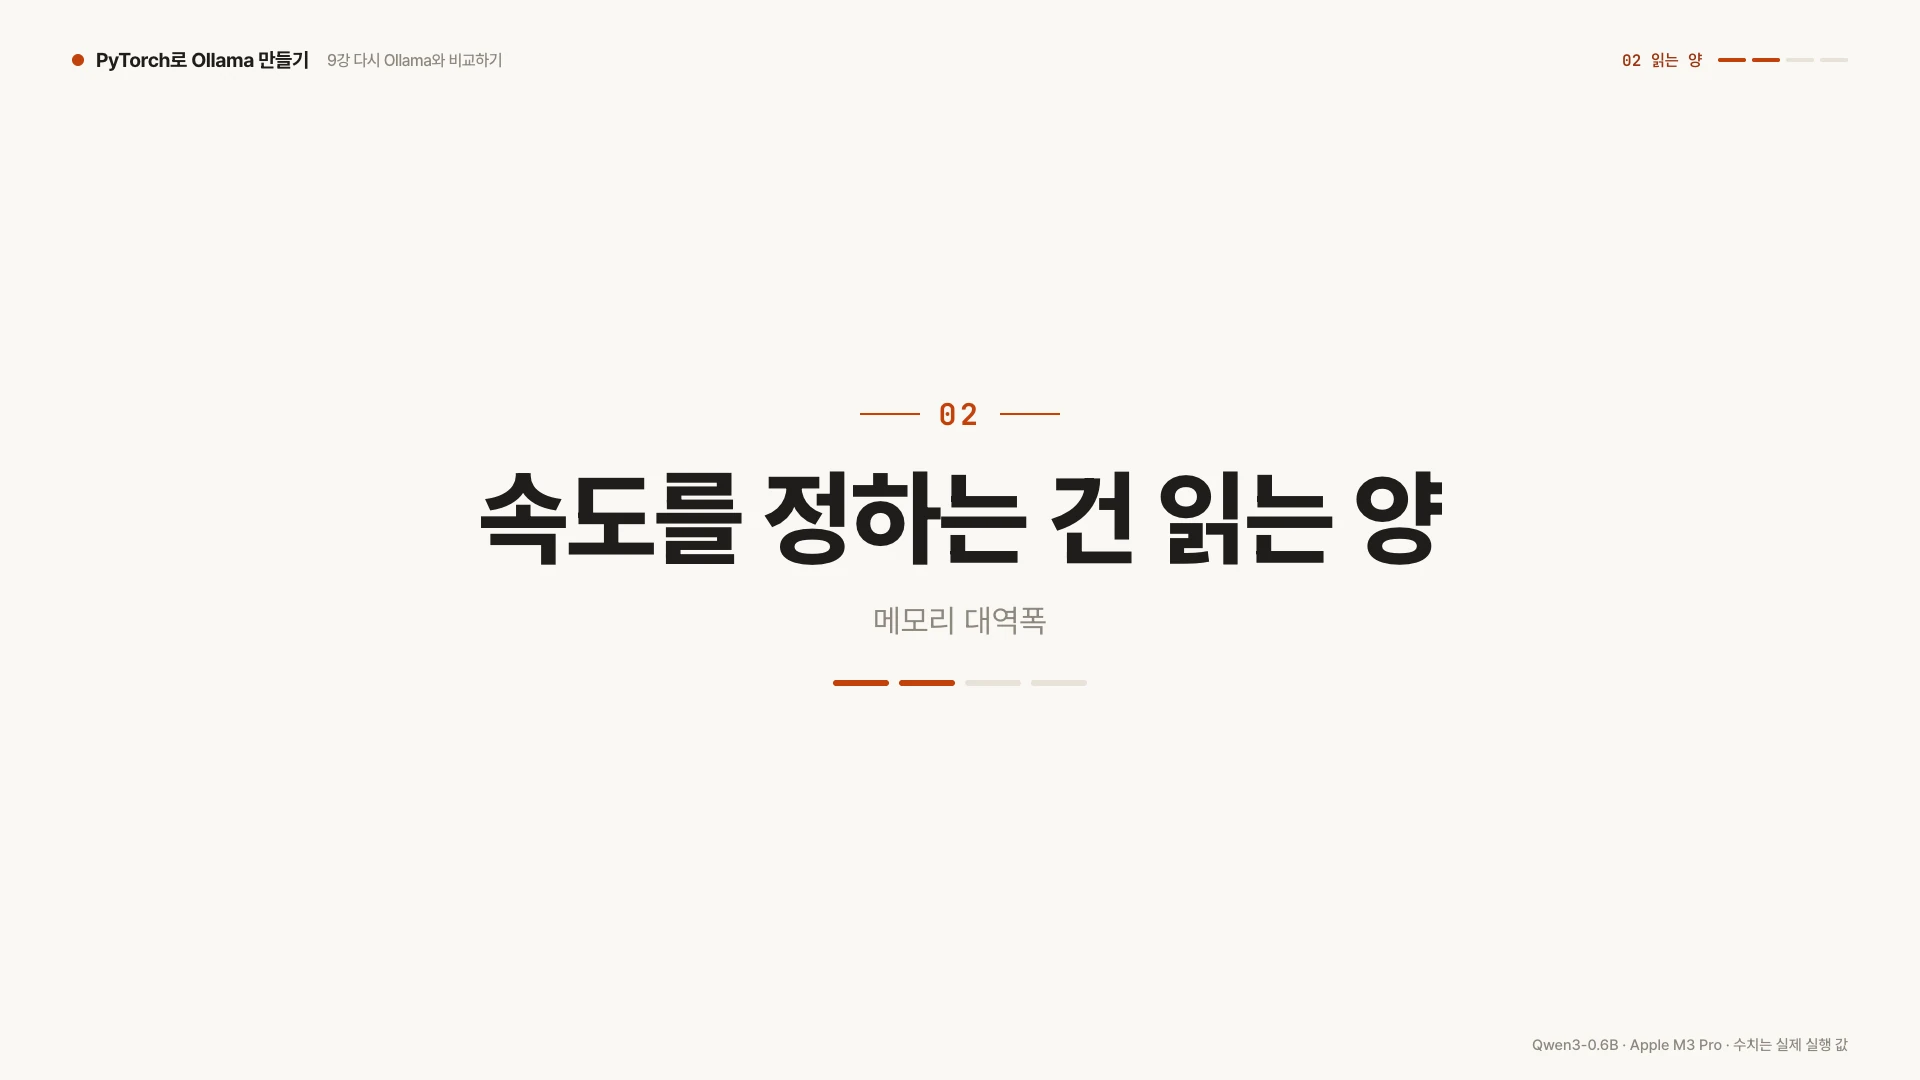 PyTorch로 Ollama 만들기 9강 다시 Ollama와 비교하기
02 읽는 양
02
속도를 정하는 건 읽는 양
메모리 대역폭
Qwen3-0.6B · Apple M3 Pro · 수치는 실제 실행 값